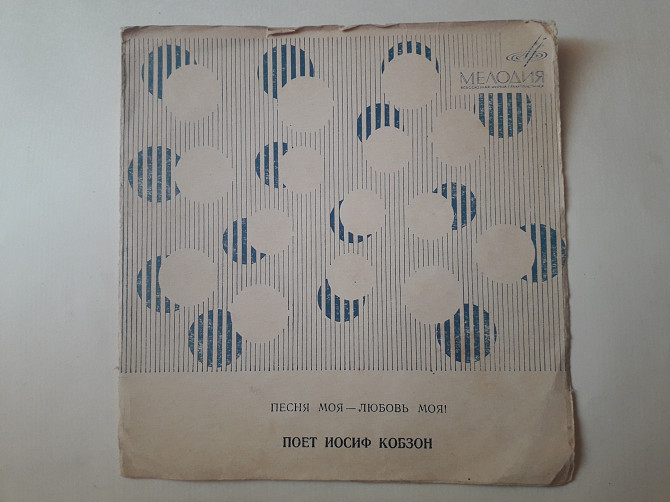 МЕЛОДИЯ
ПЕСНЯ МОЯ — ЛЮБОВЬ МОЯ!
ПОЕТ ИОСИФ КОБЗОН